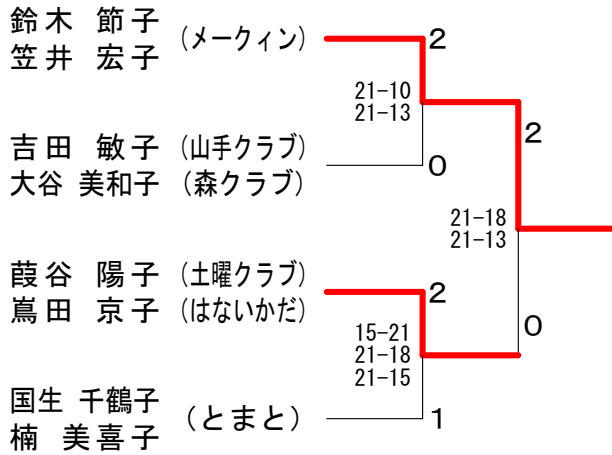 鈴木 節子
笠井 宏子
(メークィン)
2
21-10
21-13
吉田 敏子 (山手クラブ)
大谷 美和子 (森クラブ)
0
2
21-18
21-13
葭谷 陽子 (土曜クラブ)
嶌田 京子 (はないかだ)
2
15-21
21-18
21-15
0
国生 千鶴子
楠 美喜子
(とまと)
1